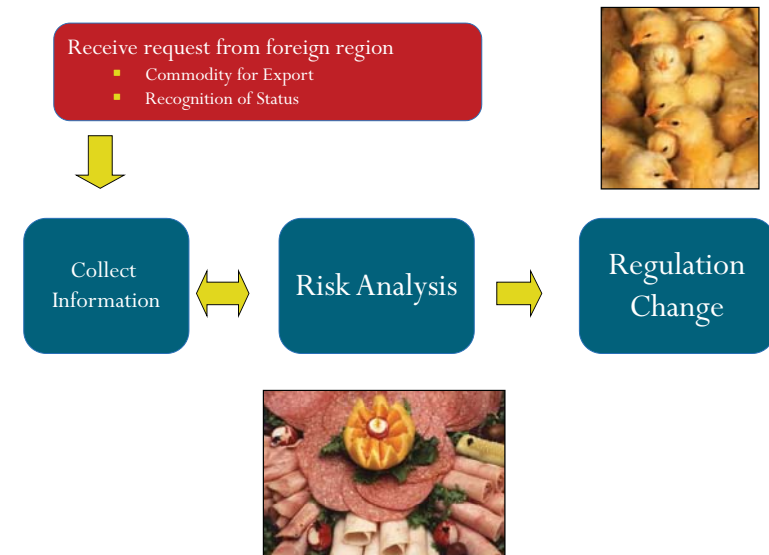 Receive request from foreign region
Commodity for Export
Recognition of Status
Collect
Information
Risk Analysis
Regulation
Change